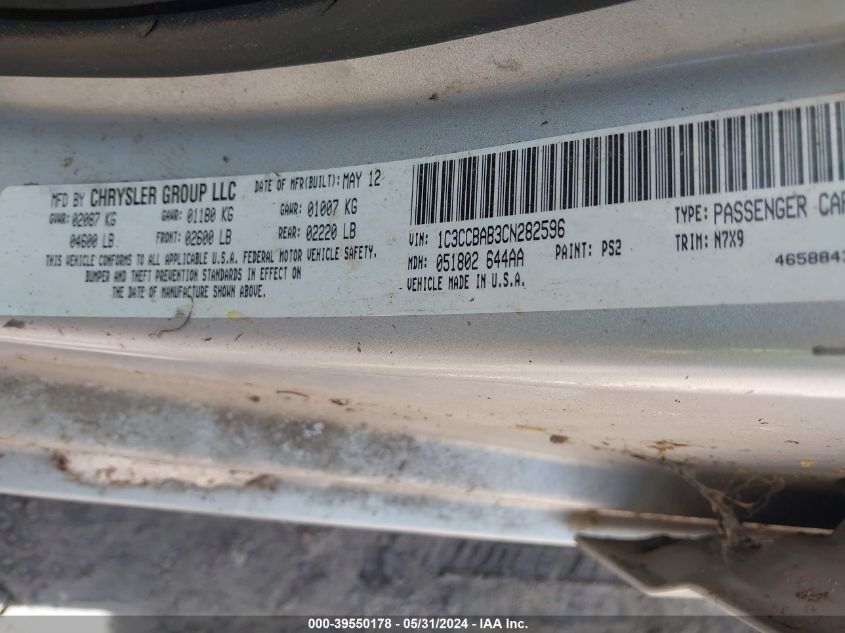 MFD BY CHRYSLER GROUP LLC DATE OF MFR(BUILT): MAY 12
GVWR: 02087 KG GAWR: 01180 KG GAWR: 01007 KG
04600 LB FRONT: 02600 LB REAR: 02220 LB
THIS VEHICLE CONFORMS TO ALL APPLICABLE U.S.A. FEDERAL MOTOR VEHICLE SAFETY,
BUMPER AND THEFT PREVENTION STANDARDS IN EFFECT ON
THE DATE OF MANUFACTURE SHOWN ABOVE.
VIN: 1C3CCBAB3CN282596 TYPE: PASSENGER CAR
MDH: 051802 644AA PAINT: PS2 TRIM: N7X9
VEHICLE MADE IN U.S.A. 465884
000-39550178 - 05/31/2024 - IAA Inc.